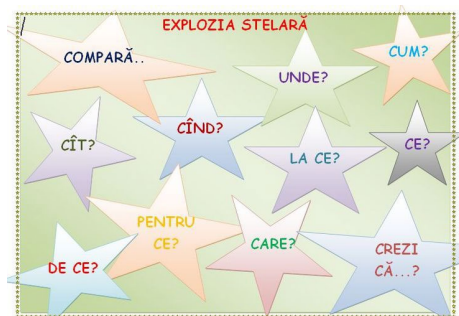 EXPLOZIA STELARĂ
COMPARĂ..
UNDE?
CUM?
CÎT?
CÎND?
LA CE?
CE?
PENTRU
CE?
CARE?
DE CE?
CREZI
CĂ...?